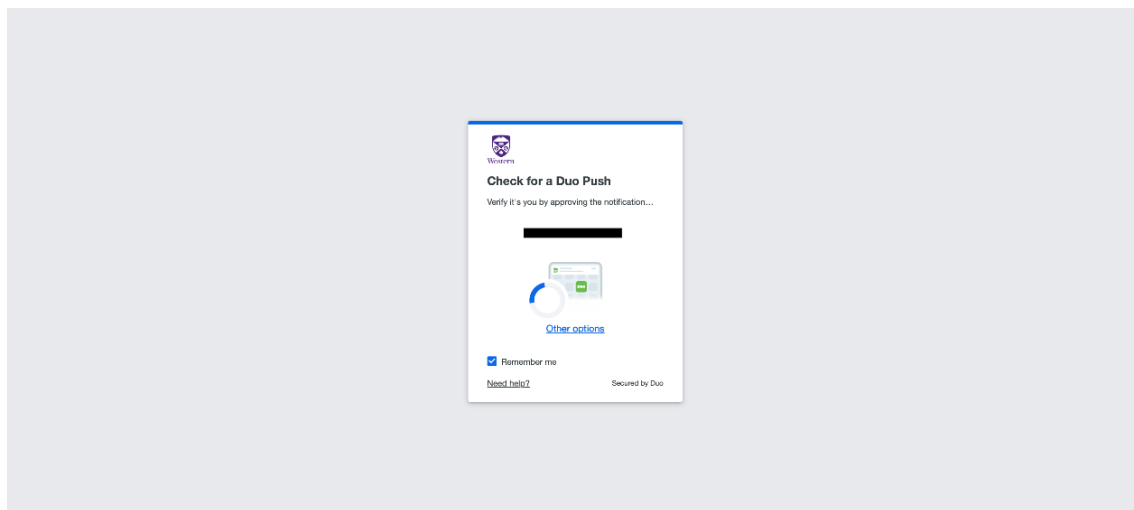 Western
Check for a Duo Push
Verify it's you by approving the notification...
Other options
Remember me
Need help?
Secured by Duo